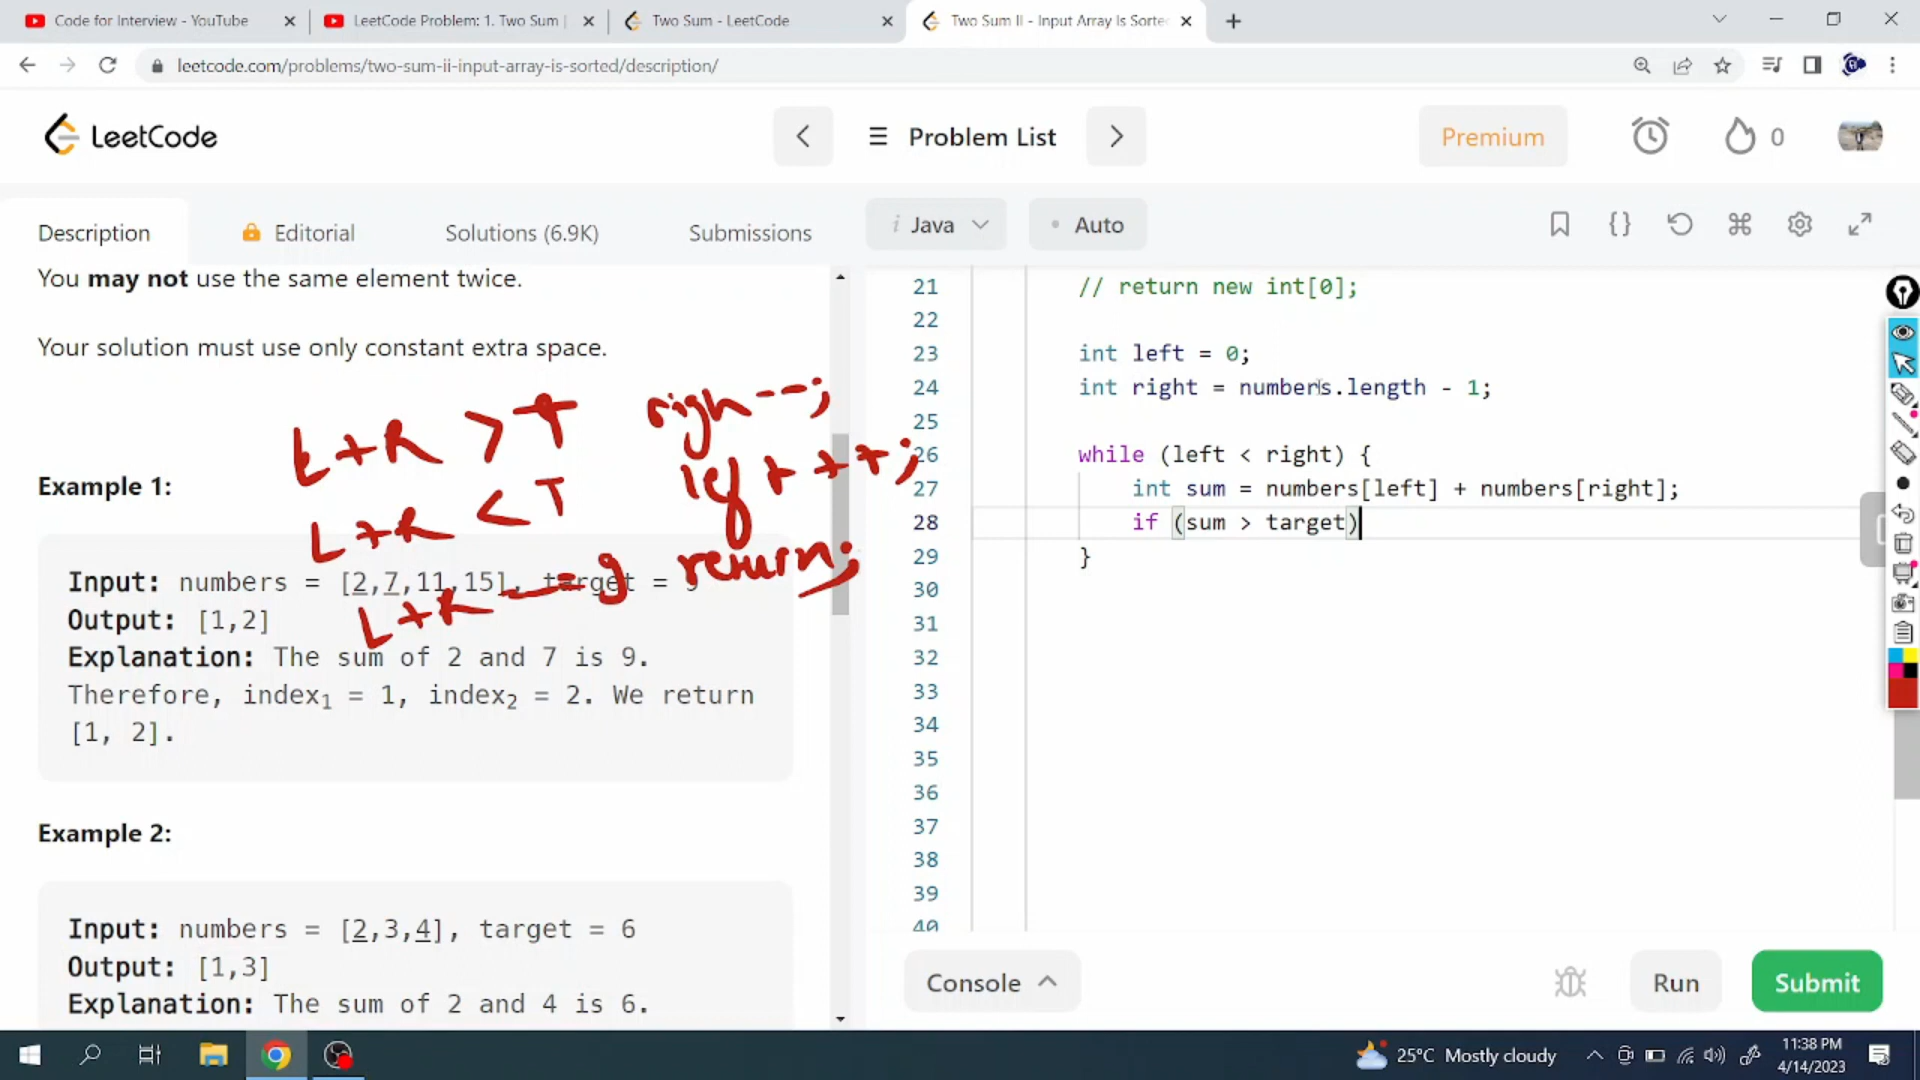 Code for Interview - YouTube
LeetCode Problem: 1. Two Sum |
Two Sum - LeetCode
Two Sum II - Input Array Is Sorte
leetcode.com/problems/two-sum-ii-input-array-is-sorted/description/
LeetCode
Problem List
Premium
0
Description
Editorial
Solutions (6.9K)
Submissions
i Java
Auto
You may not use the same element twice.
Your solution must use only constant extra space.
L+R > T righ--;
L+R < T lef+++;
L+R == 9 return;
Example 1:
Input: numbers = [2,7,11,15], target = 9
Output: [1,2]
Explanation: The sum of 2 and 7 is 9.
Therefore, index1 = 1, index2 = 2. We return
[1, 2].
Example 2:
Input: numbers = [2,3,4], target = 6
Output: [1,3]
Explanation: The sum of 2 and 4 is 6.
21 // return new int[0];
22
23 int left = 0;
24 int right = numbers.length - 1;
25
26 while (left < right) {
27 int sum = numbers[left] + numbers[right];
28 if (sum > target)
29 }
30
31
32
33
34
35
36
37
38
39
40
Console
Run
Submit
25°C Mostly cloudy
11:38 PM
4/14/2023